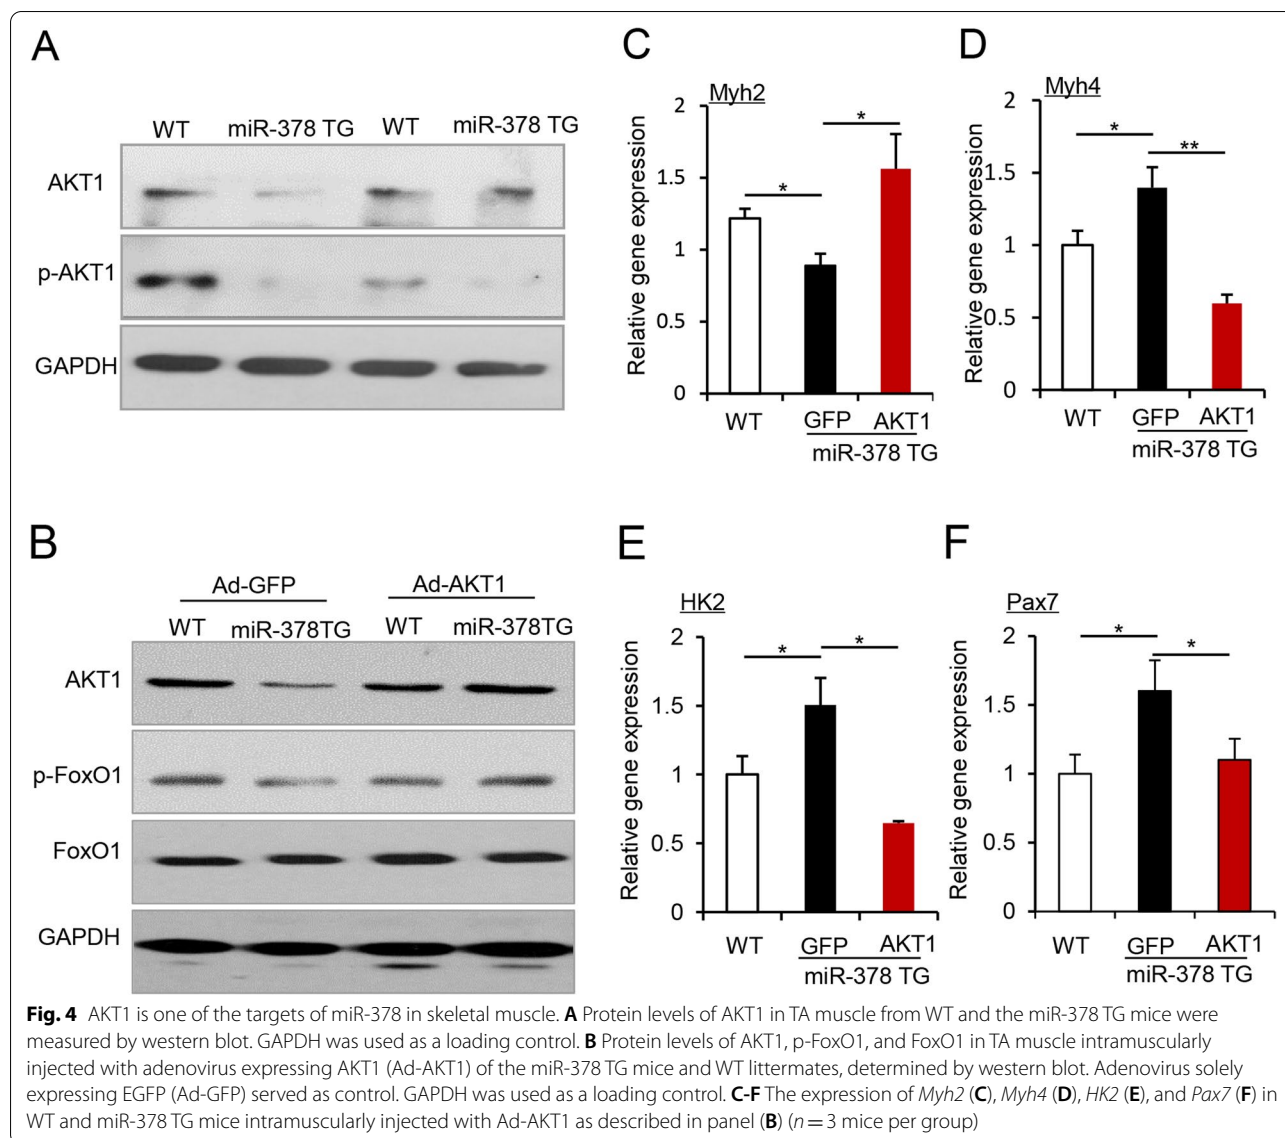 A
WT miR-378 TG WT miR-378 TG
AKT1
p-AKT1
GAPDH
C
Myh2
Relative gene expression
2
1.5
1
0.5
0
*
*
WT GFP AKT1
miR-378 TG
D
Myh4
Relative gene expression
2
1.5
1
0.5
0
*
**
WT GFP AKT1
miR-378 TG
B
Ad-GFP Ad-AKT1
WT miR-378TG WT miR-378TG
AKT1
p-FoxO1
FoxO1
GAPDH
E
HK2
Relative gene expression
2
1.5
1
0.5
0
*
*
WT GFP AKT1
miR-378 TG
F
Pax7
Relative gene expression
2
1.5
1
0.5
0
*
*
WT GFP AKT1
miR-378 TG
Fig. 4 AKT1 is one of the targets of miR-378 in skeletal muscle. A Protein levels of AKT1 in TA muscle from WT and the miR-378 TG mice were
measured by western blot. GAPDH was used as a loading control. B Protein levels of AKT1, p-FoxO1, and FoxO1 in TA muscle intramuscularly
injected with adenovirus expressing AKT1 (Ad-AKT1) of the miR-378 TG mice and WT littermates, determined by western blot. Adenovirus solely
expressing EGFP (Ad-GFP) served as control. GAPDH was used as a loading control. C-F The expression of Myh2 (C), Myh4 (D), HK2 (E), and Pax7 (F) in
WT and miR-378 TG mice intramuscularly injected with Ad-AKT1 as described in panel (B) (n = 3 mice per group)